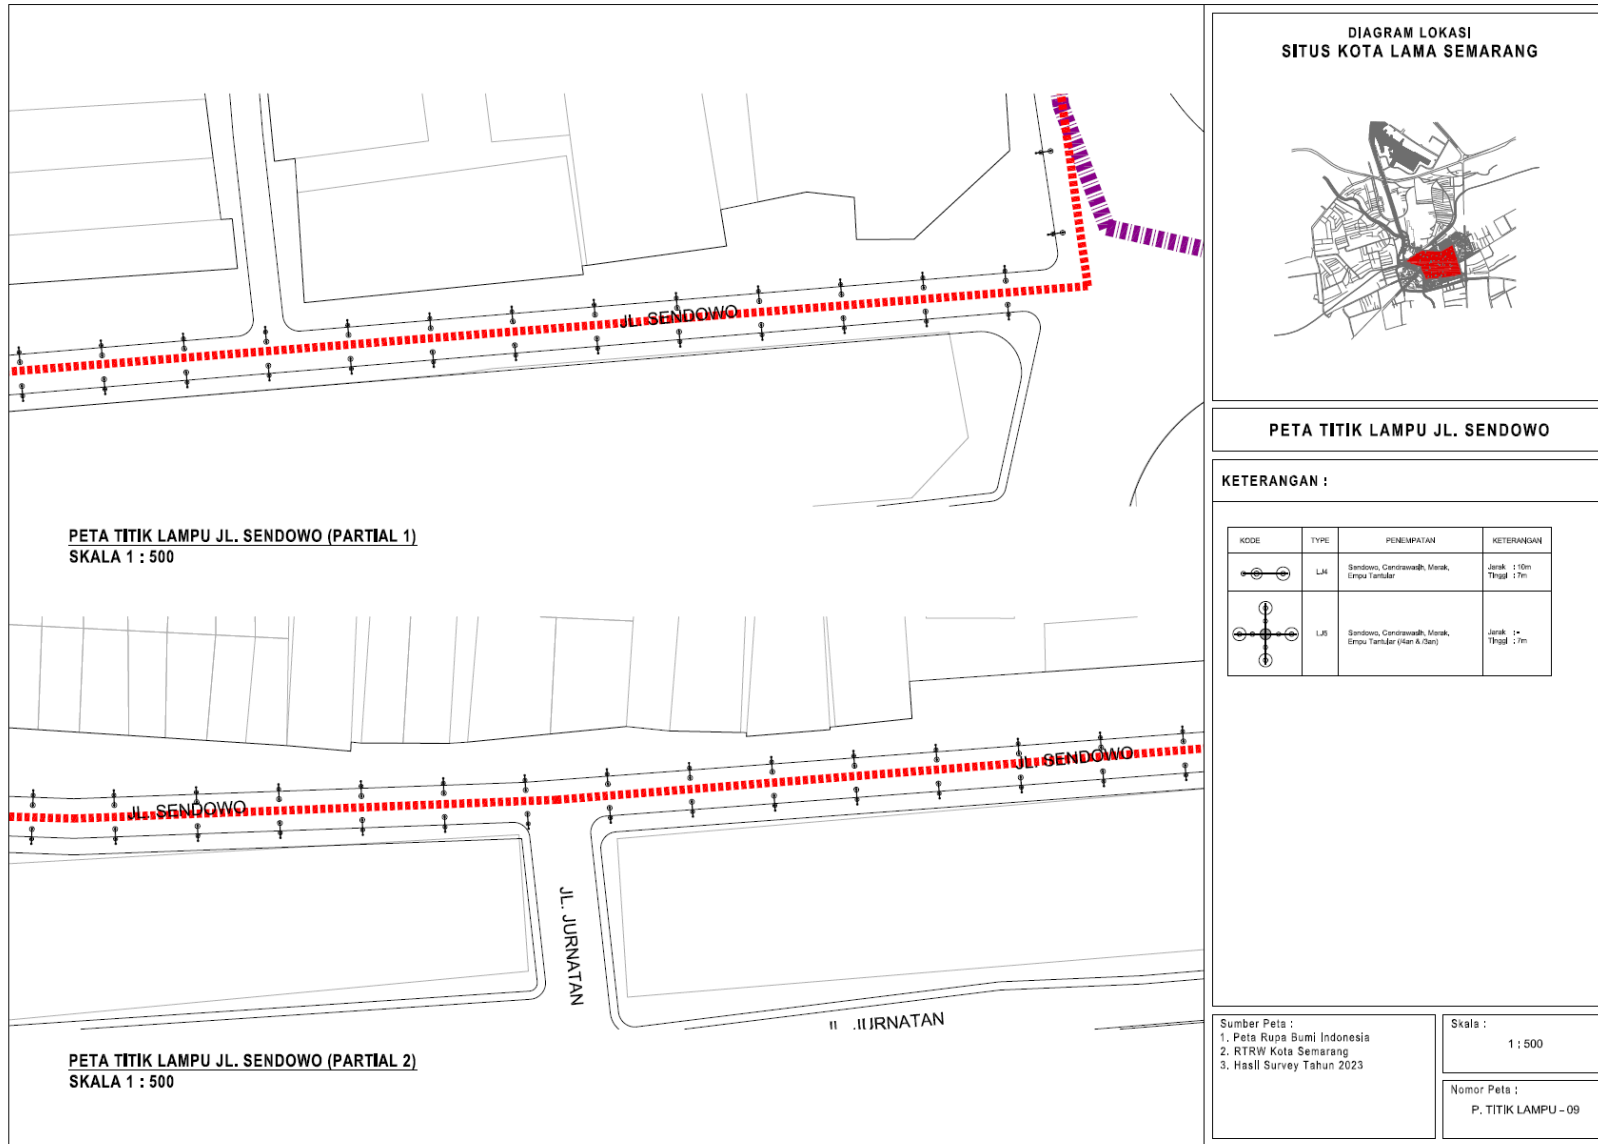 JL. SENDOWO
PETA TITIK LAMPU JL. SENDOWO (PARTIAL 1)
SKALA 1 : 500
JL. SENDOWO
JL. SENDOWO
JL. JURNATAN
JL. JURNATAN
PETA TITIK LAMPU JL. SENDOWO (PARTIAL 2)
SKALA 1 : 500
DIAGRAM LOKASI
SITUS KOTA LAMA SEMARANG
PETA TITIK LAMPU JL. SENDOWO
KETERANGAN :
KODE TYPE PENEMPATAN KETERANGAN
LJ4 Sendowo, Cendrawasih, Merak, Jarak : 10m
Empu Tantular Tinggi : 7m
LJ5 Sendowo, Cendrawasih, Merak, Jarak : -
Empu Tantular (/4an & /3an) Tinggi : 7m
Sumber Peta :
1. Peta Rupa Bumi Indonesia
2. RTRW Kota Semarang
3. Hasil Survey Tahun 2023
Skala :
1 : 500
Nomor Peta :
P. TITIK LAMPU - 09